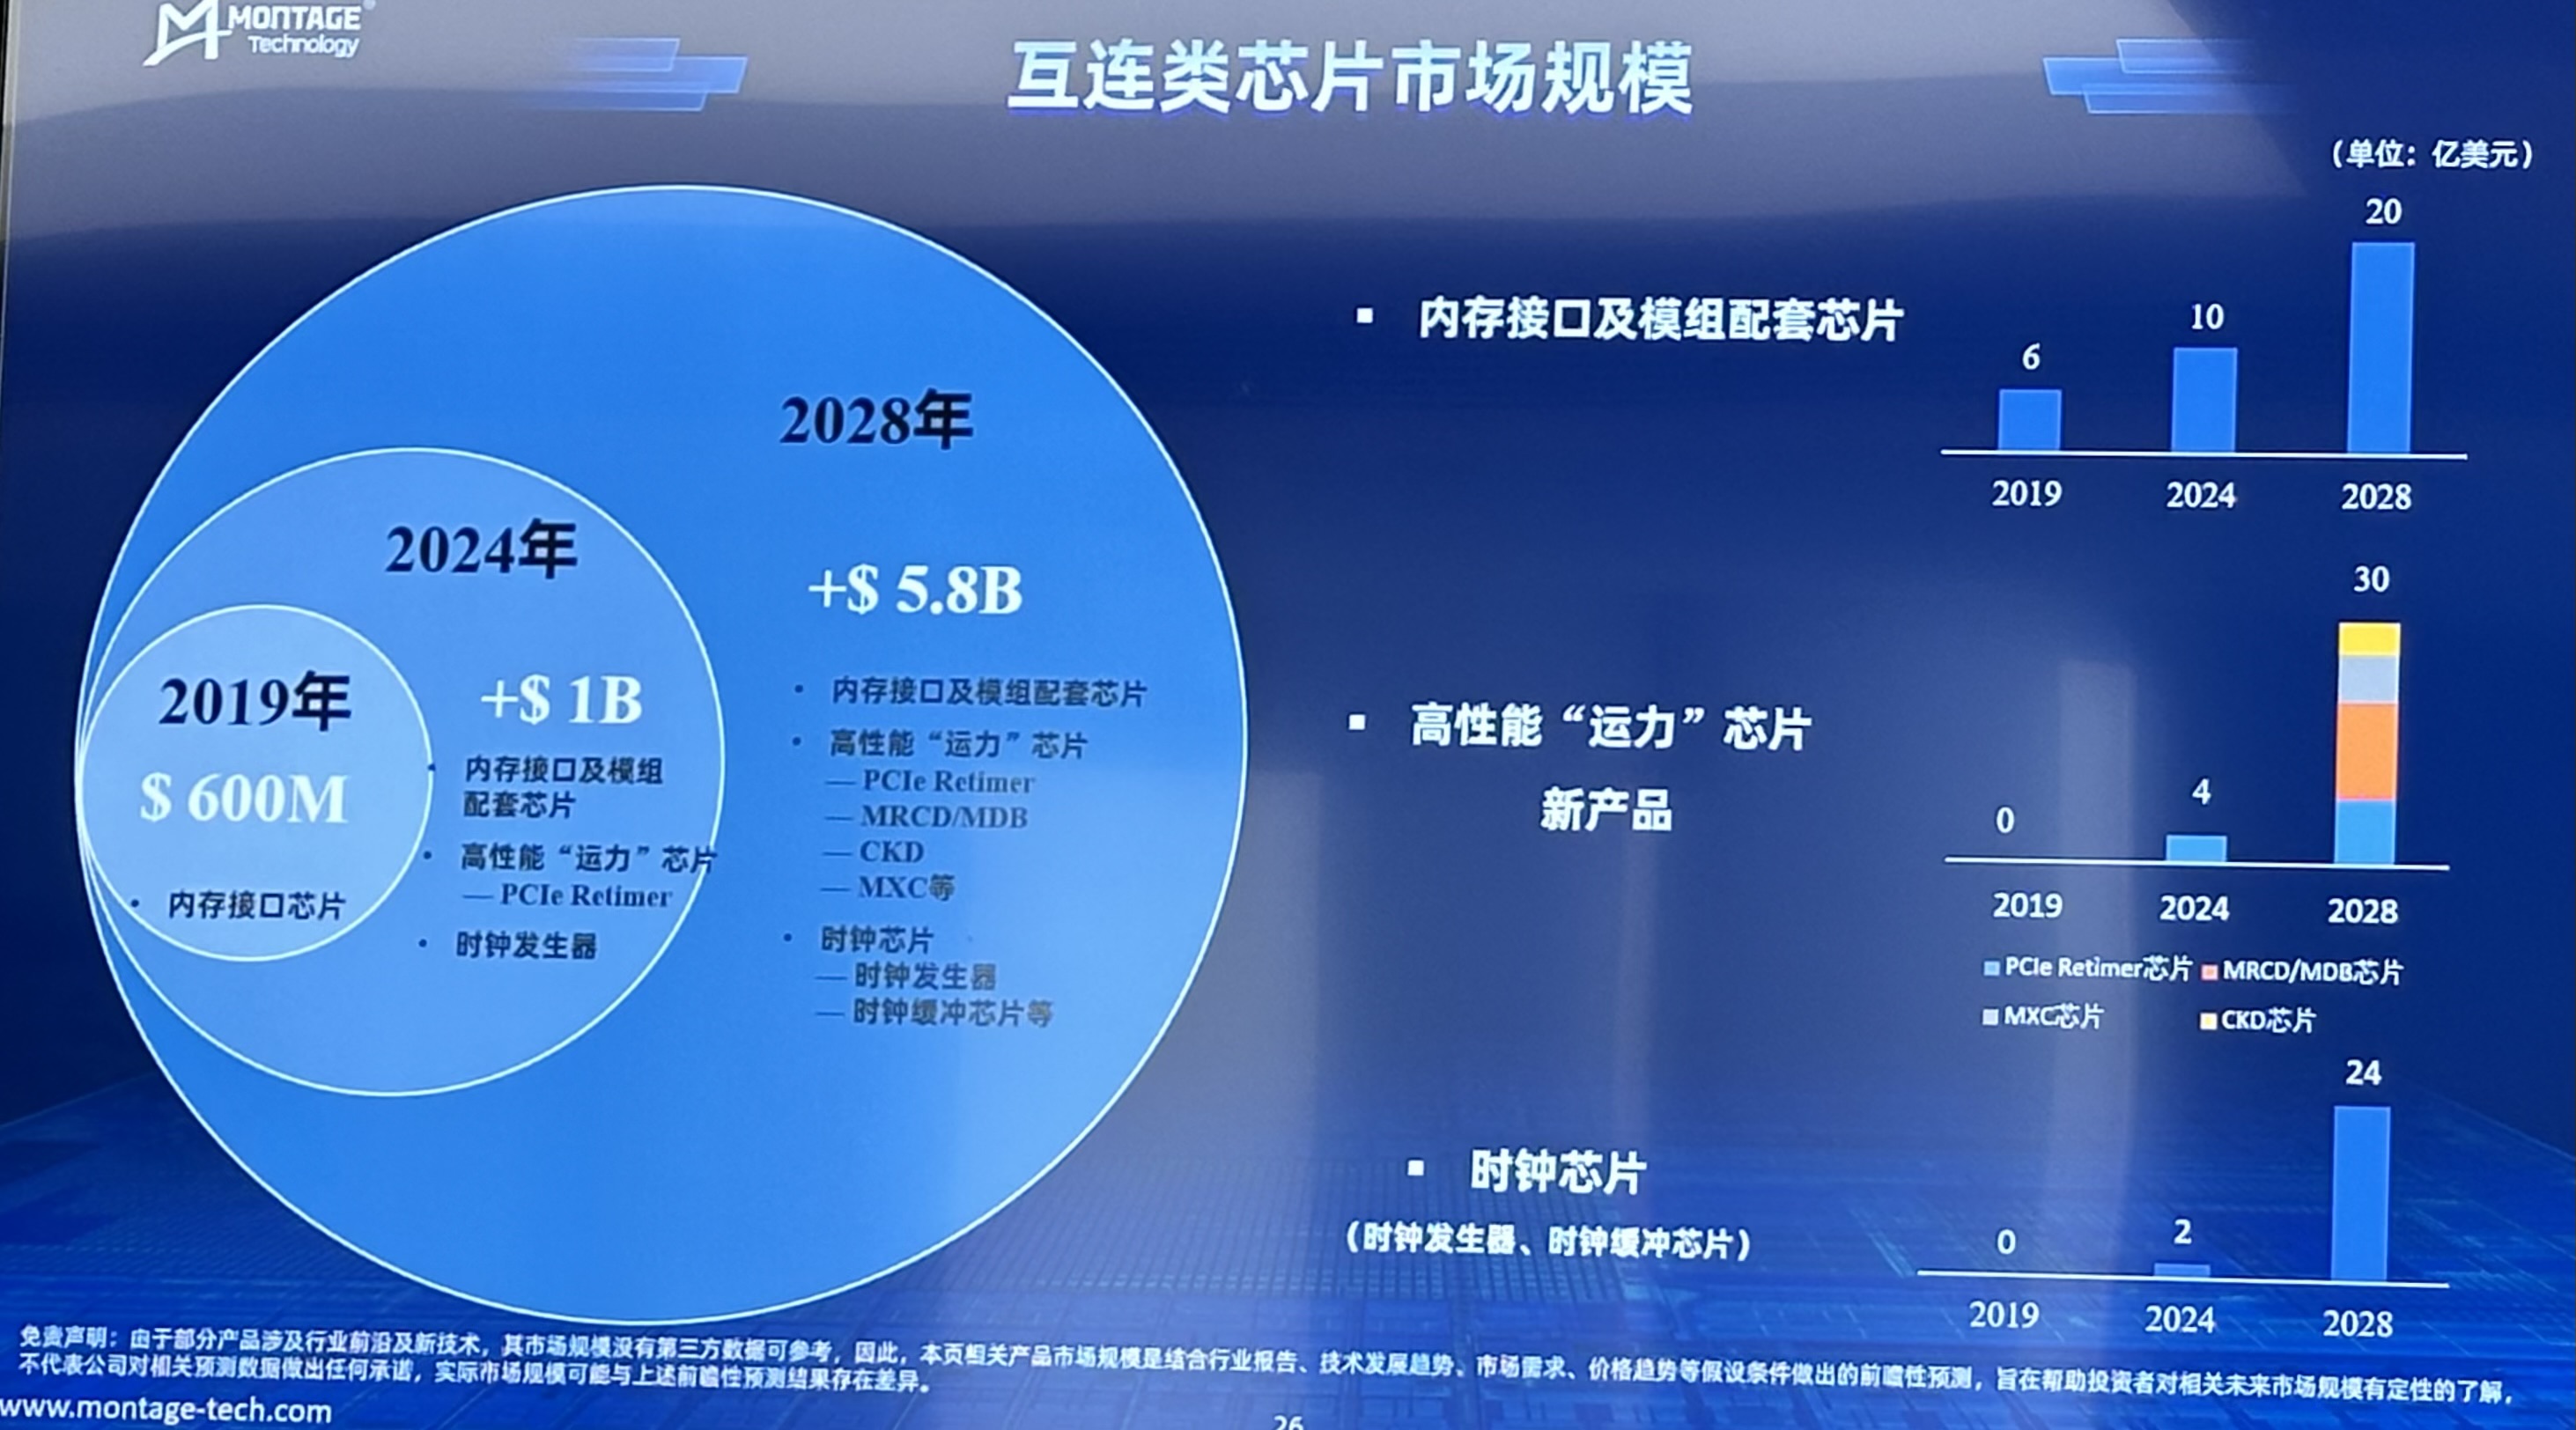 MONTAGE
Technology
互连类芯片市场规模
(单位：亿美元)
2028年
+$ 5.8B
• 内存接口及模组配套芯片
• 高性能“运力”芯片
— PCIe Retimer
— MRCD/MDB
— CKD
— MXC等
• 时钟芯片
— 时钟发生器
— 时钟缓冲芯片等
2024年
+$ 1B
• 内存接口及模组
配套芯片
• 高性能“运力”芯片
— PCIe Retimer
• 时钟发生器
2019年
$ 600M
• 内存接口芯片
▪ 内存接口及模组配套芯片
6
10
20
2019
2024
2028
▪ 高性能“运力”芯片
新产品
0
4
30
2019
2024
2028
PCIe Retimer芯片 MRCD/MDB芯片
MXC芯片 CKD芯片
▪ 时钟芯片
(时钟发生器、时钟缓冲芯片)
0
2
24
2019
2024
2028
免责声明：由于部分产品涉及行业前沿及新技术，其市场规模没有第三方数据可参考，因此，本页相关产品市场规模是结合行业报告、技术发展趋势、市场需求、价格趋势等假设条件做出的前瞻性预测，旨在帮助投资者对相关未来市场规模有定性的了解，
不代表公司对相关预测数据做出任何承诺，实际市场规模可能与上述前瞻性预测结果存在差异。
www.montage-tech.com
26